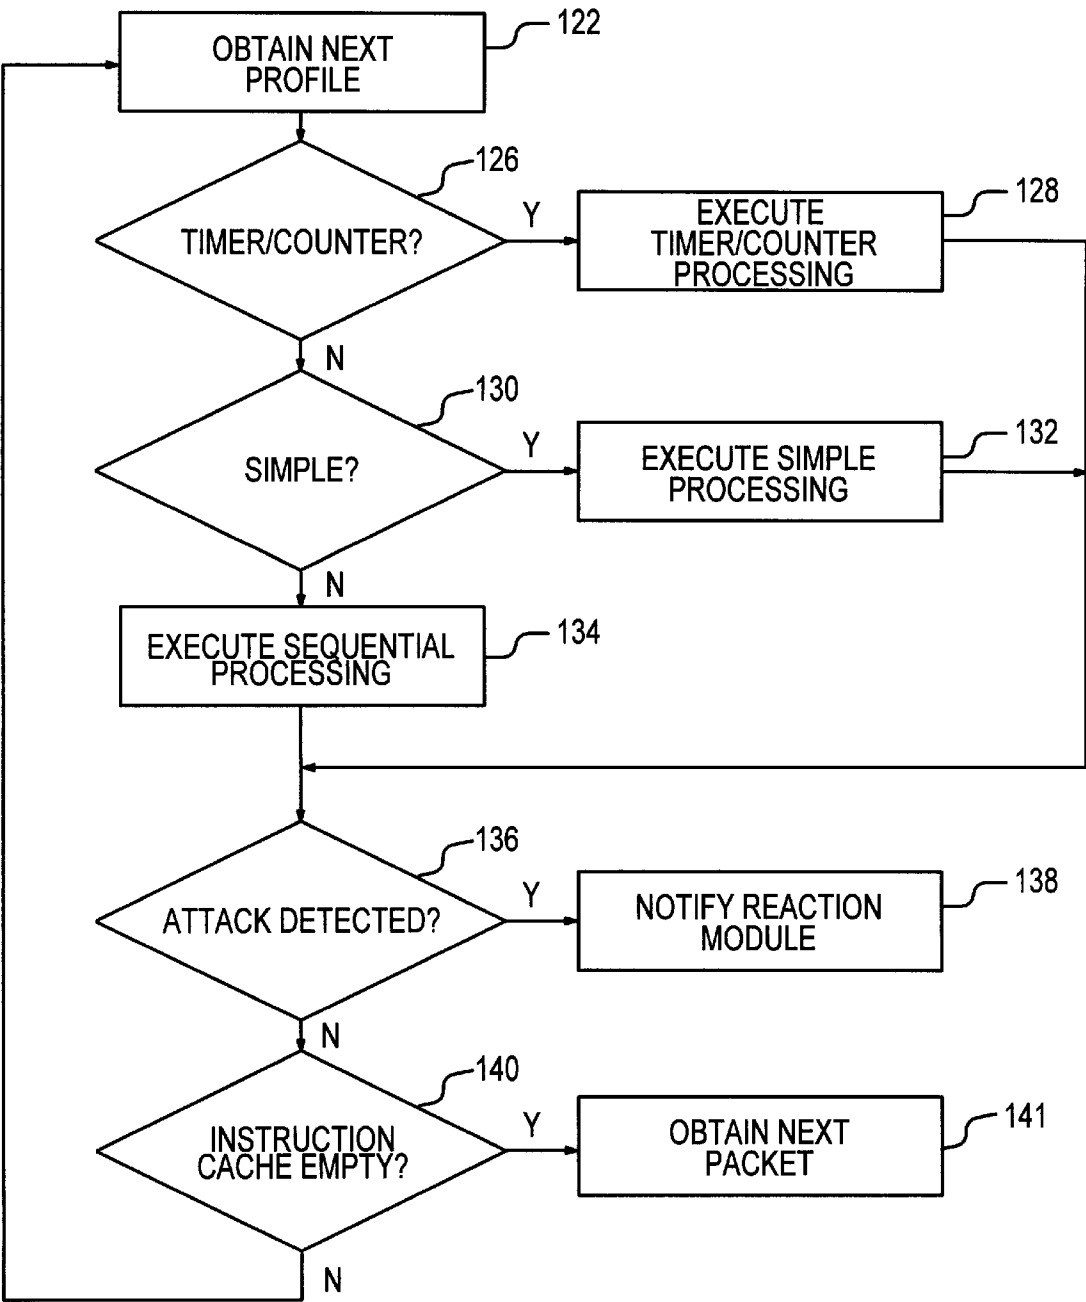 OBTAIN NEXT
PROFILE
122
TIMER/COUNTER?
126
Y
EXECUTE
TIMER/COUNTER
PROCESSING
128
N
SIMPLE?
130
Y
EXECUTE SIMPLE
PROCESSING
132
N
EXECUTE SEQUENTIAL
PROCESSING
134
ATTACK DETECTED?
136
Y
NOTIFY REACTION
MODULE
138
N
INSTRUCTION
CACHE EMPTY?
140
Y
OBTAIN NEXT
PACKET
141
N